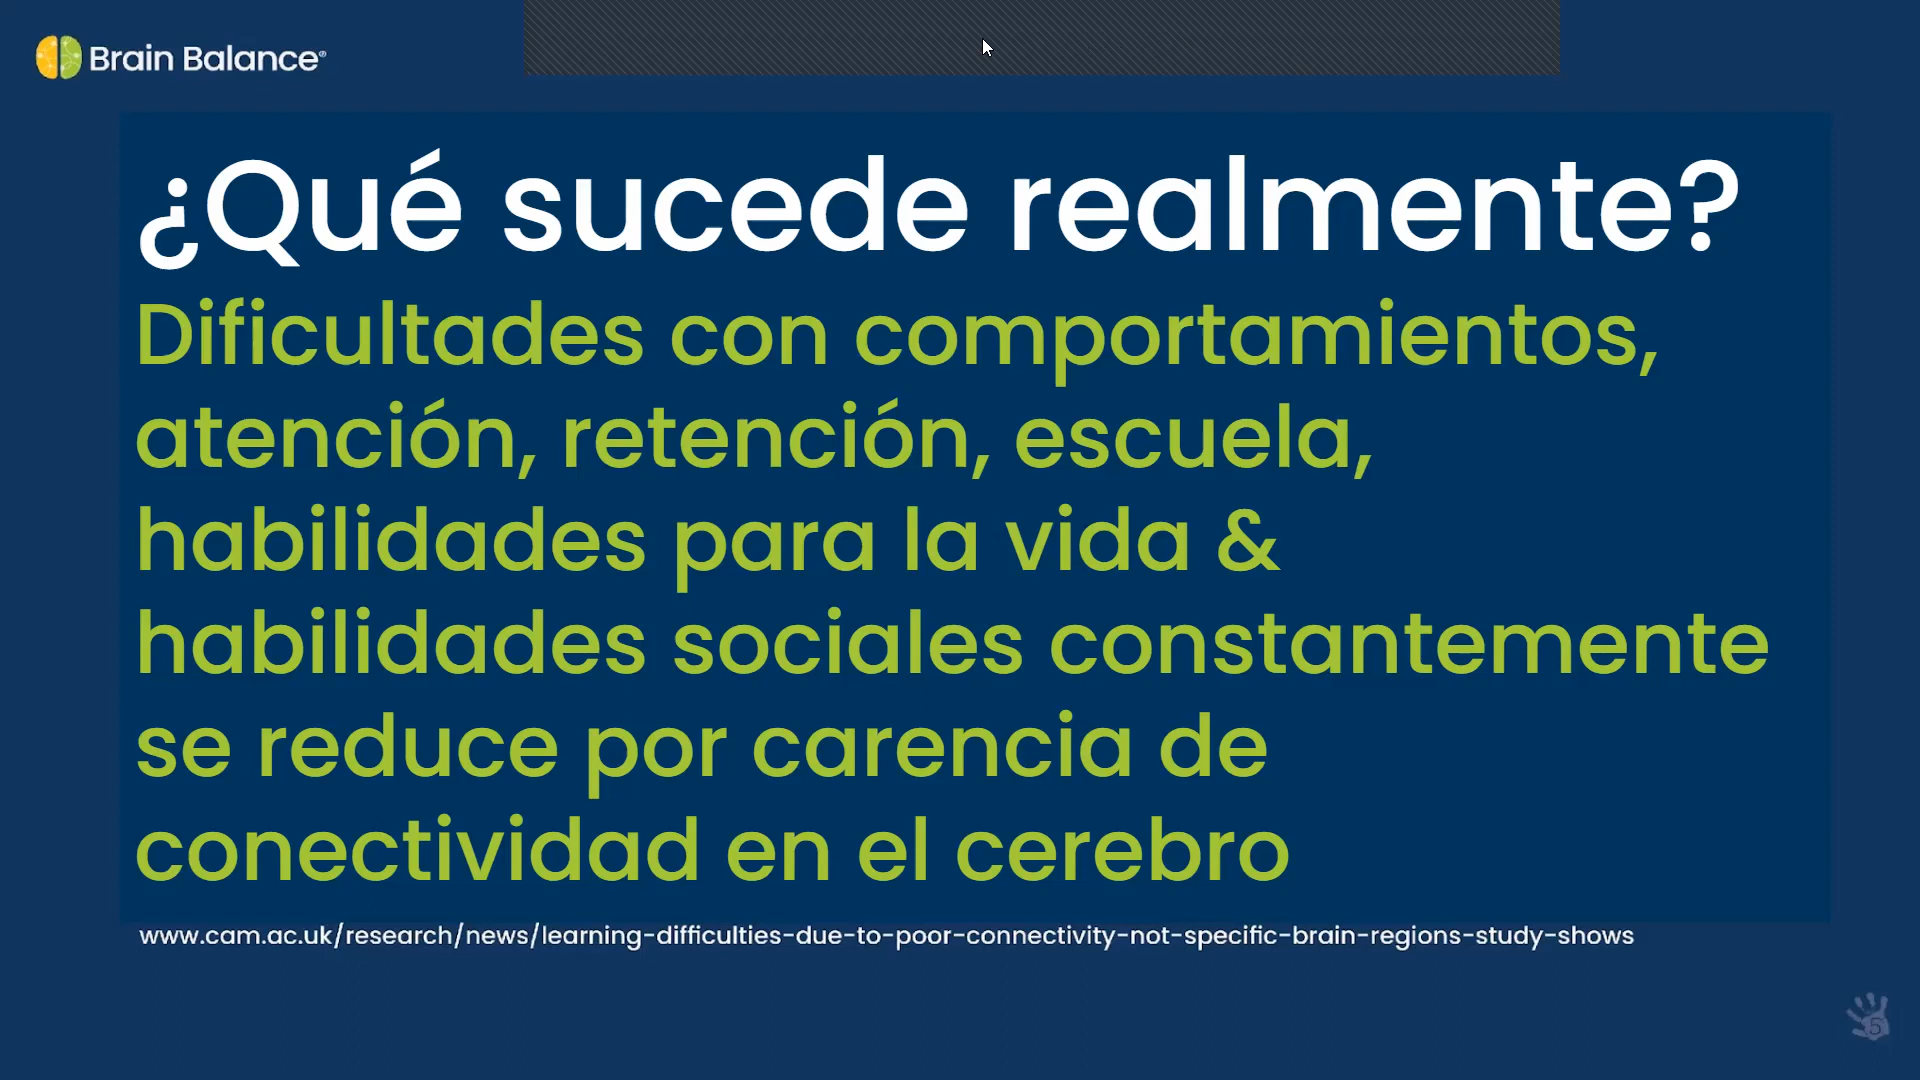 Brain Balance®
¿Qué sucede realmente?
Dificultades con comportamientos,
atención, retención, escuela,
habilidades para la vida &
habilidades sociales constantemente
se reduce por carencia de
conectividad en el cerebro
www.cam.ac.uk/research/news/learning-difficulties-due-to-poor-connectivity-not-specific-brain-regions-study-shows
5